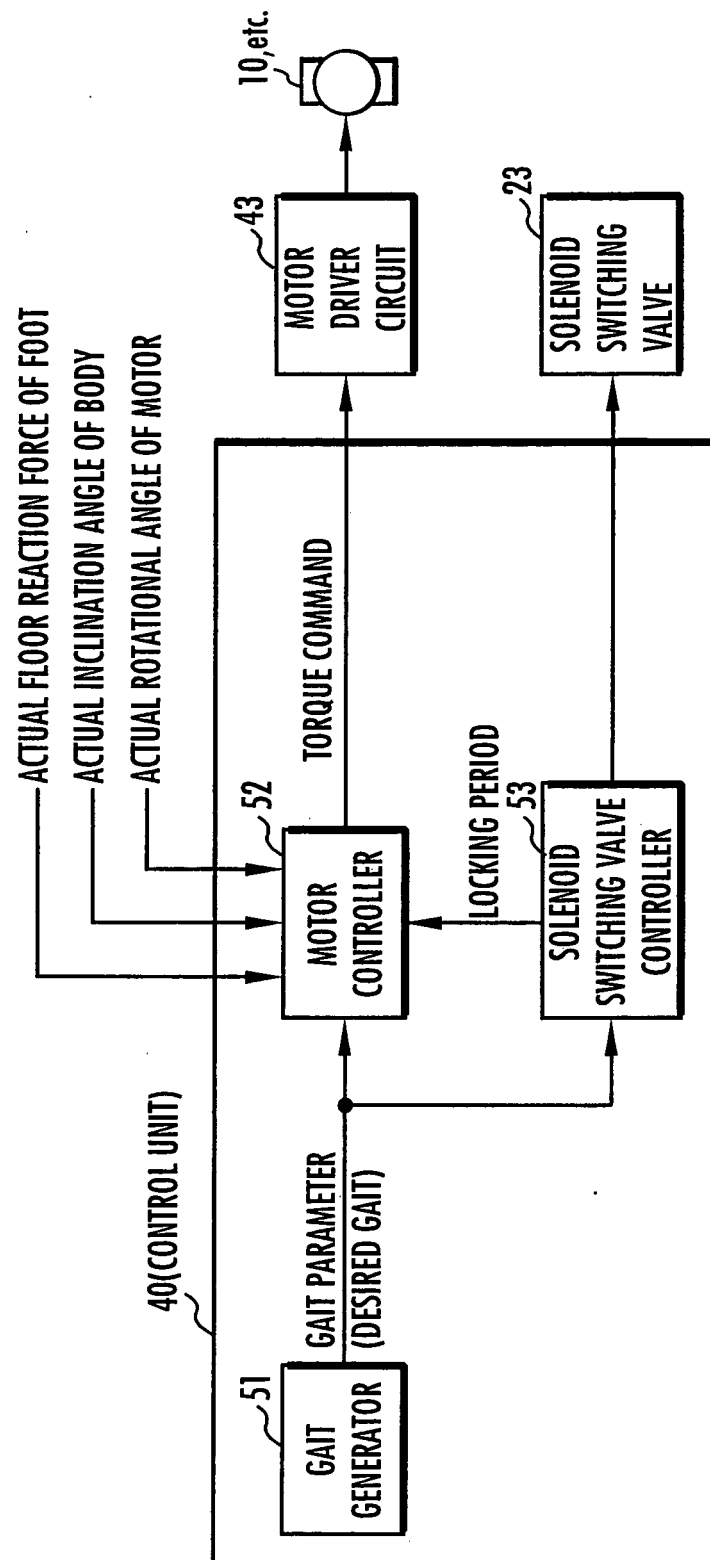 ACTUAL FLOOR REACTION FORCE OF FOOT
ACTUAL INCLINATION ANGLE OF BODY
ACTUAL ROTATIONAL ANGLE OF MOTOR
40(CONTROL UNIT)
51
GAIT
GENERATOR
GAIT PARAMETER
(DESIRED GAIT)
52
MOTOR
CONTROLLER
TORQUE COMMAND
43
MOTOR
DRIVER
CIRCUIT
10,etc.
LOCKING PERIOD
53
SOLENOID
SWITCHING VALVE
CONTROLLER
23
SOLENOID
SWITCHING
VALVE